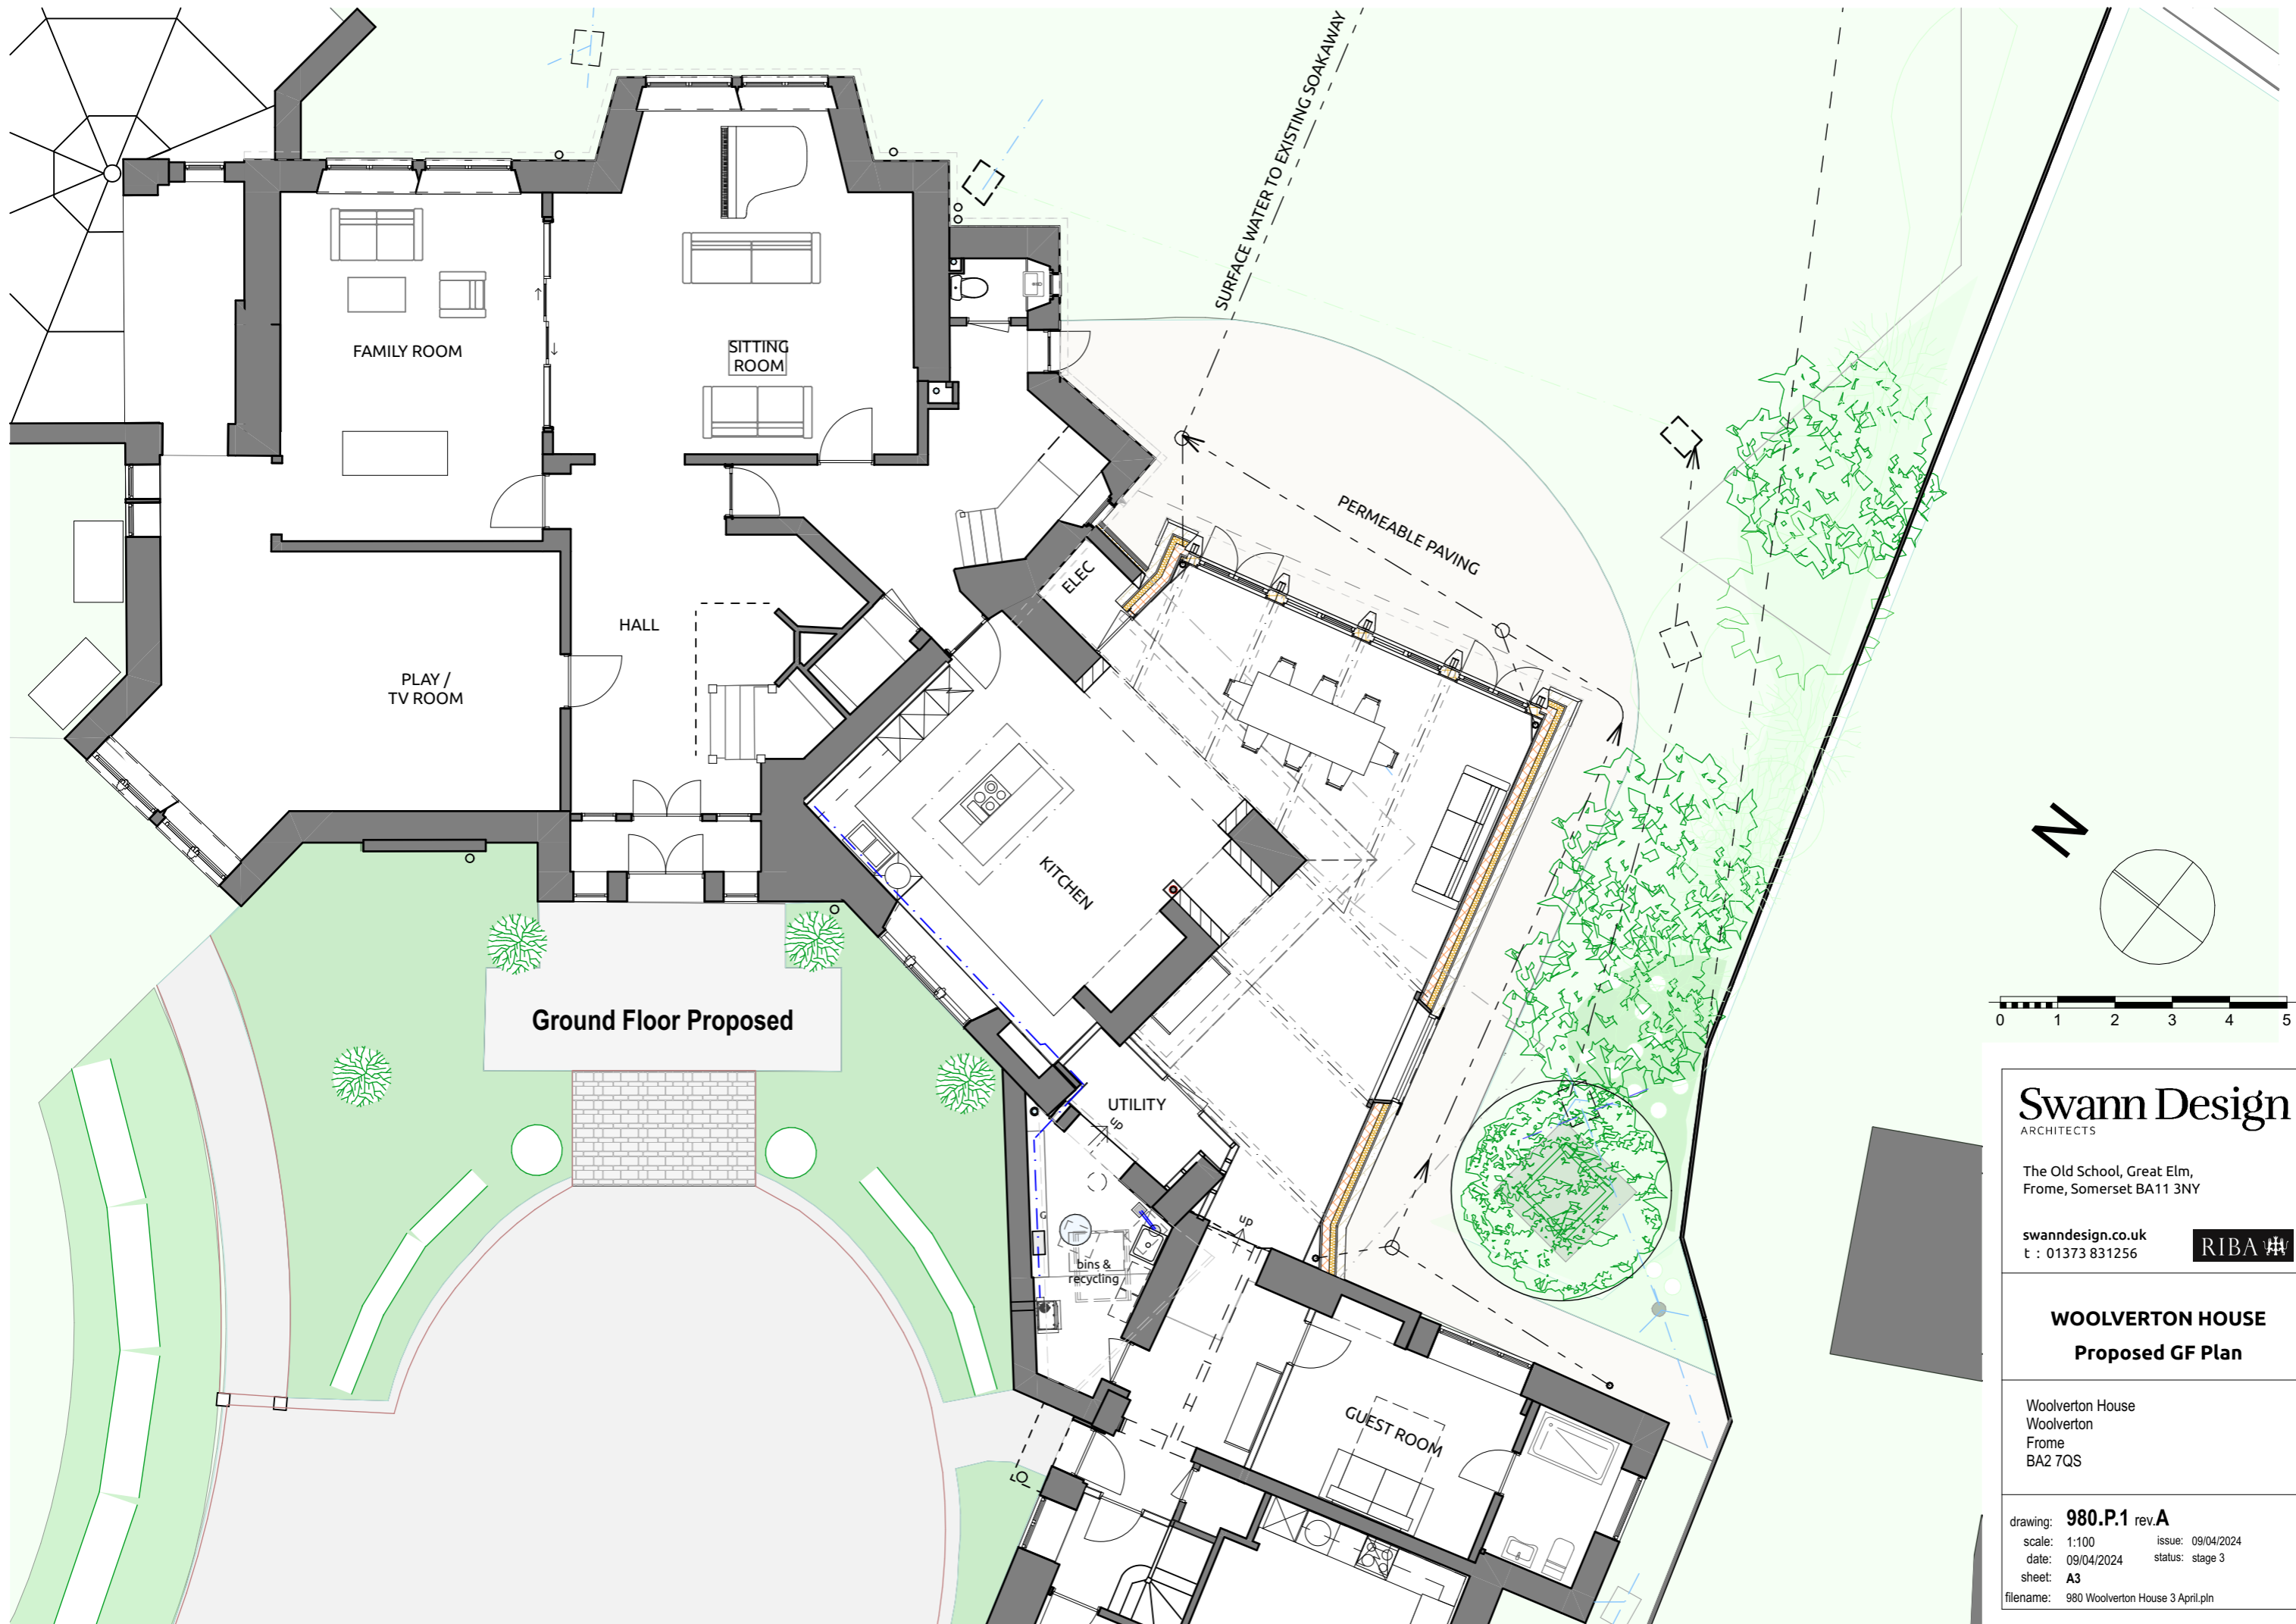 SURFACE WATER TO EXISTING SOAKAWAY
FAMILY ROOM
SITTING
ROOM
PERMEABLE PAVING
ELEC
HALL
PLAY /
TV ROOM
KITCHEN
Ground Floor Proposed
UTILITY
up
up
G
bins &
recycling
GUEST ROOM
N
0 1 2 3 4 5
Swann Design
ARCHITECTS
The Old School, Great Elm,
Frome, Somerset BA11 3NY
swanndesign.co.uk
t : 01373 831256
RIBA
WOOLVERTON HOUSE
Proposed GF Plan
Woolverton House
Woolverton
Frome
BA2 7QS
drawing: 980.P.1 rev.A
scale: 1:100 issue: 09/04/2024
date: 09/04/2024 status: stage 3
sheet: A3
filename: 980 Woolverton House 3 April.pln